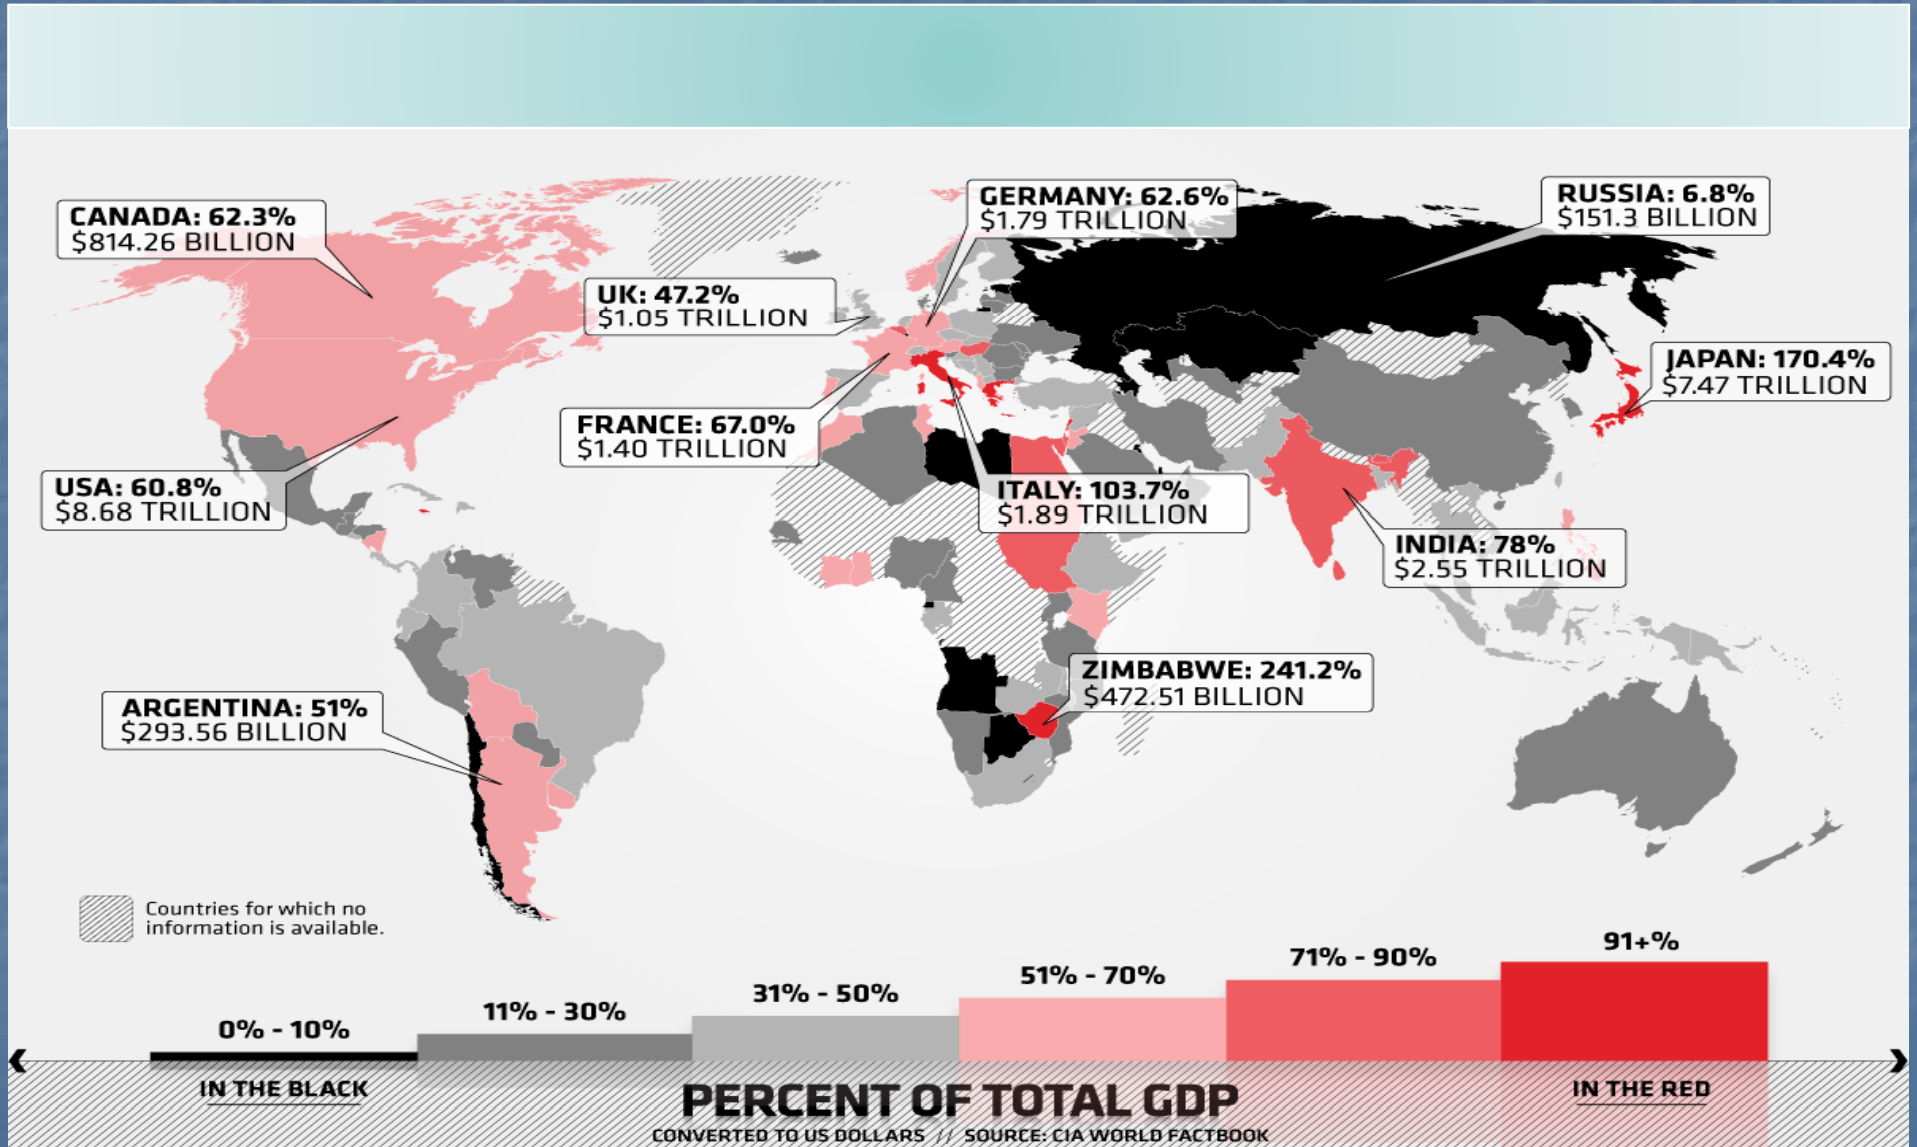 CANADA: 62.3%
$814.26 BILLION
GERMANY: 62.6%
$1.79 TRILLION
RUSSIA: 6.8%
$151.3 BILLION
UK: 47.2%
$1.05 TRILLION
JAPAN: 170.4%
$7.47 TRILLION
FRANCE: 67.0%
$1.40 TRILLION
USA: 60.8%
$8.68 TRILLION
ITALY: 103.7%
$1.89 TRILLION
INDIA: 78%
$2.55 TRILLION
ZIMBABWE: 241.2%
$472.51 BILLION
ARGENTINA: 51%
$293.56 BILLION
Countries for which no
information is available.
0% - 10%
11% - 30%
31% - 50%
51% - 70%
71% - 90%
91+%
IN THE BLACK
IN THE RED
PERCENT OF TOTAL GDP
CONVERTED TO US DOLLARS // SOURCE: CIA WORLD FACTBOOK